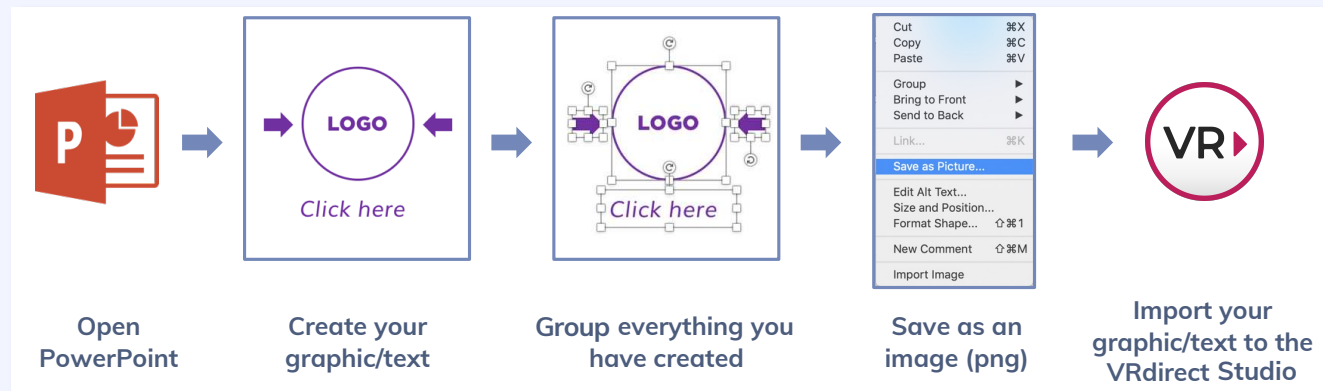 P
LOGO
Click here
LOGO
Click here
Cut ⌘X
Copy ⌘C
Paste ⌘V
Group ▶
Bring to Front ▶
Send to Back ▶
Link... ⌘K
Save as Picture...
Edit Alt Text...
Size and Position...
Format Shape... ⇧⌘1
New Comment ⇧⌘M
Import Image
VR
Open
PowerPoint
Create your
graphic/text
Group everything you
have created
Save as an
image (png)
Import your
graphic/text to the
VRdirect Studio